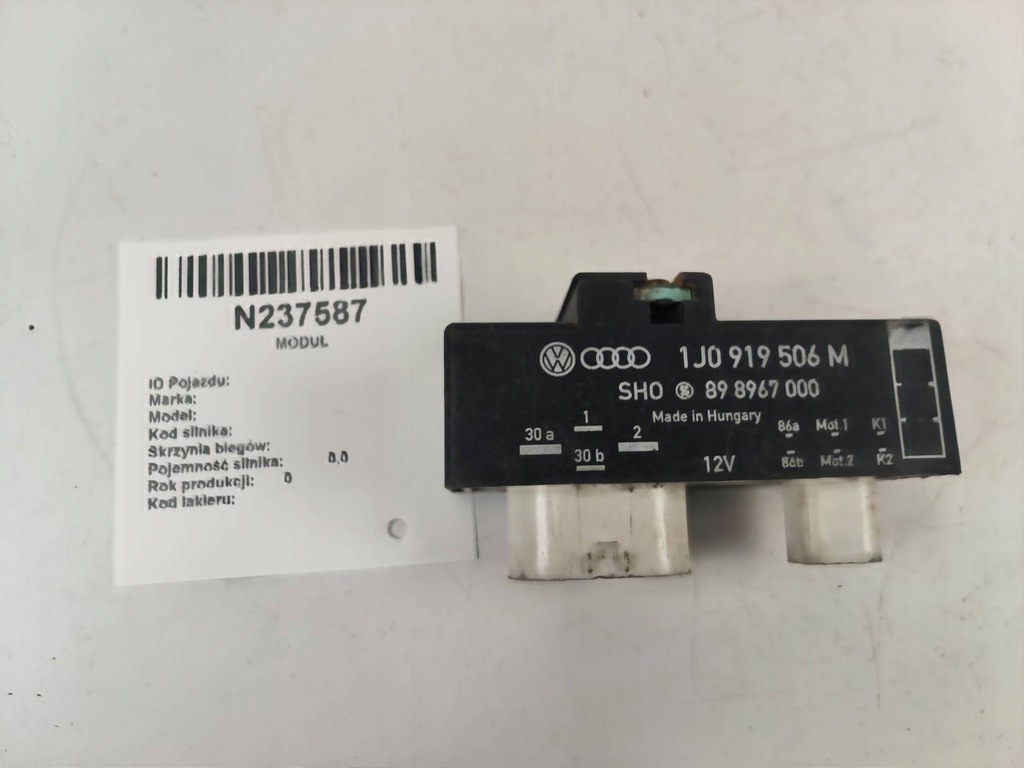 N237587
MODUŁ
ID Pojazdu:
Marka:
Model:
Kod silnika:
Skrzynia biegów:
Pojemność silnika: 0,0
Rok produkcji: 0
Kod lakieru:
1J0 919 506 M
SHO 89 8967 000
Made in Hungary
30 a 1 2 86a Mot.1 K1
30 b 12V 86b Mot.2 K2